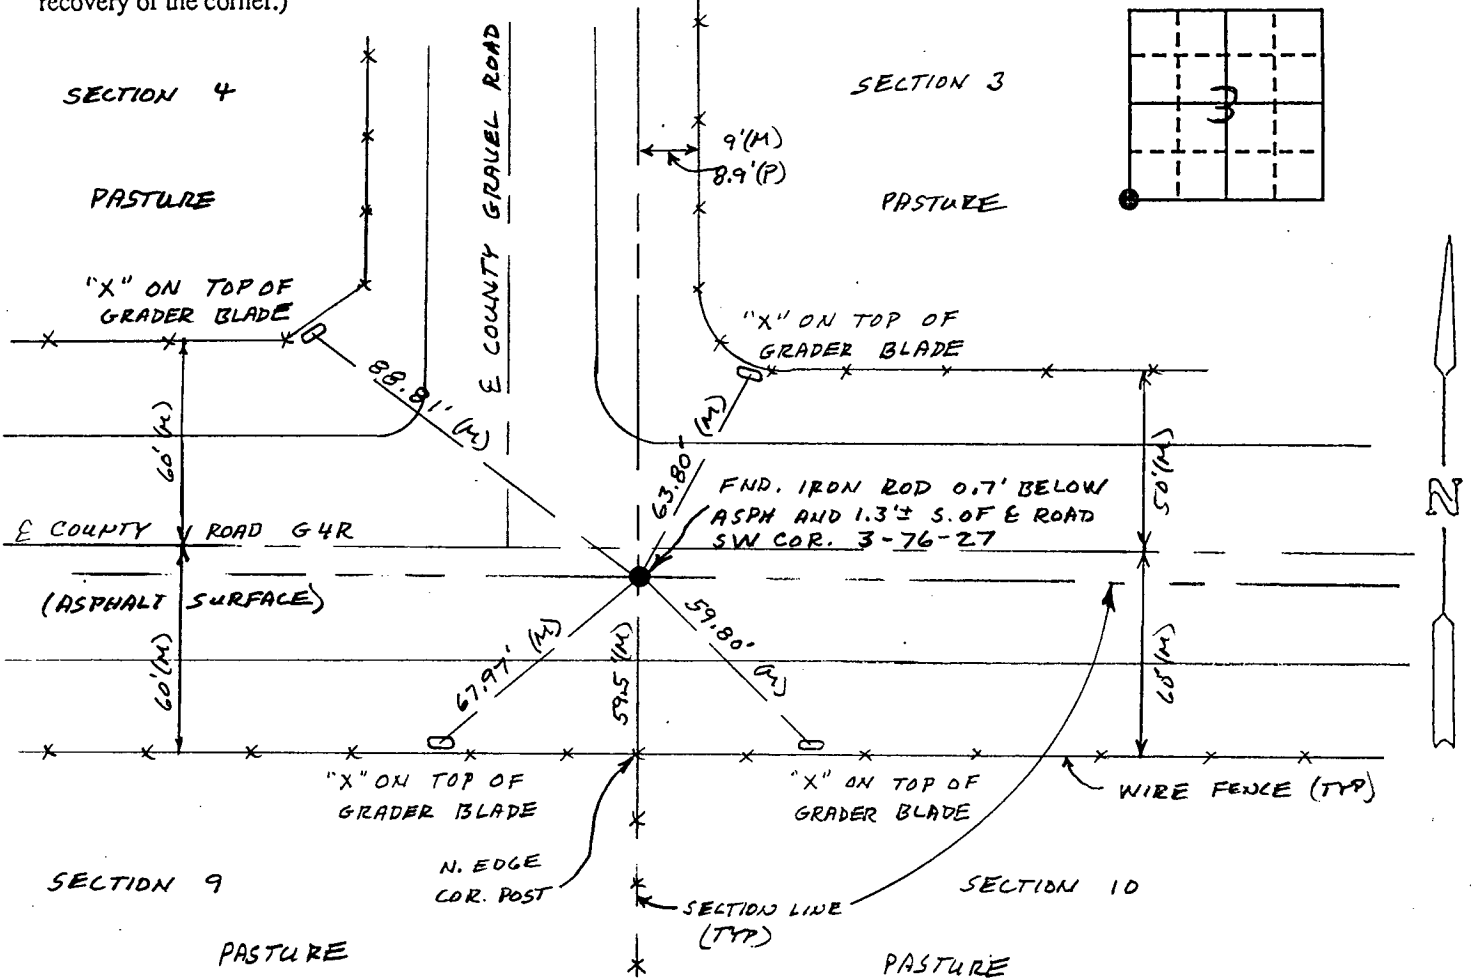 recovery of the corner.)
SECTION 4
PASTURE
℄ COUNTY GRAVEL ROAD
SECTION 3
PASTURE
3
9'(M)
8.9'(P)
"X" ON TOP OF
GRADER BLADE
"X" ON TOP OF
GRADER BLADE
88.81' (M)
63.80' (M)
60' (M)
50' (M)
FND. IRON ROD 0.7' BELOW
ASPH AND 1.3'± S. OF ℄ ROAD
SW COR. 3-76-27
℄ COUNTY ROAD G4R
(ASPHALT SURFACE)
N
60' (M)
67.97' (M)
59.5' (M)
59.80' (M)
"X" ON TOP OF
GRADER BLADE
"X" ON TOP OF
GRADER BLADE
WIRE FENCE (TYP)
N. EDGE
COR. POST
SECTION 9
PASTURE
SECTION LINE
(TYP)
SECTION 10
PASTURE